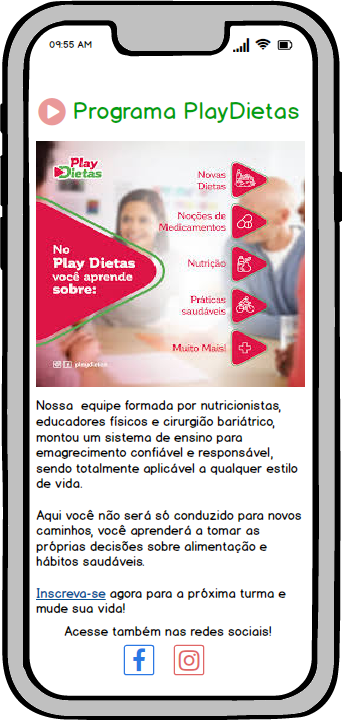 09:55 AM
Programa PlayDietas
Play
Dietas
Novas
Dietas
Noções de
Medicamentos
No
Play Dietas
você aprende
sobre:
Nutrição
Práticas
saudáveis
Muito Mais!
playdietas
Nossa equipe formada por nutricionistas,
educadores físicos e cirurgião bariátrico,
montou um sistema de ensino para
emagrecimento confiável e responsável,
sendo totalmente aplicável a qualquer estilo
de vida.
Aqui você não será só conduzido para novos
caminhos, você aprenderá a tomar as
próprias decisões sobre alimentação e
hábitos saudáveis.
Inscreva-se agora para a próxima turma e
mude sua vida!
Acesse também nas redes sociais!